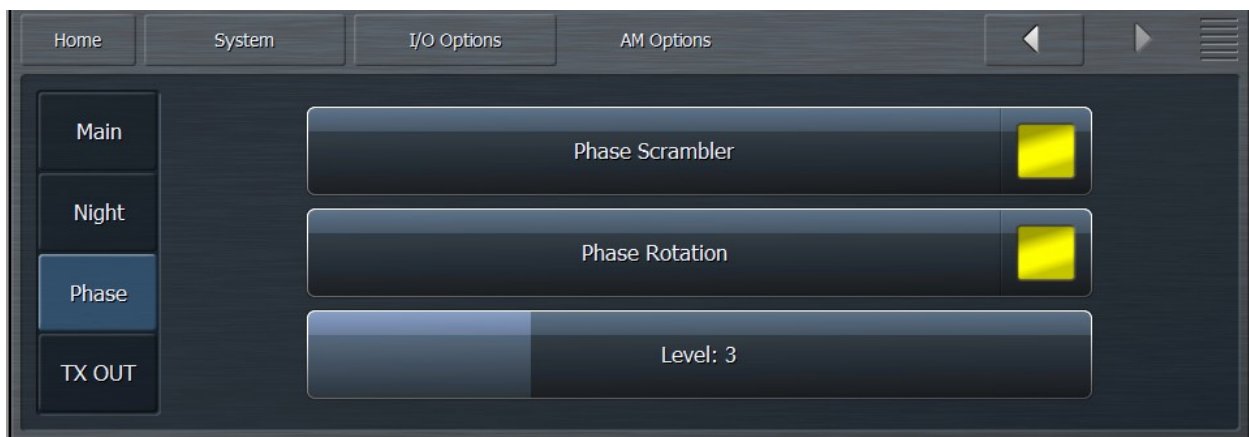 Home System I/O Options AM Options
Main
Phase Scrambler
Night
Phase Rotation
Phase
Level: 3
TX OUT